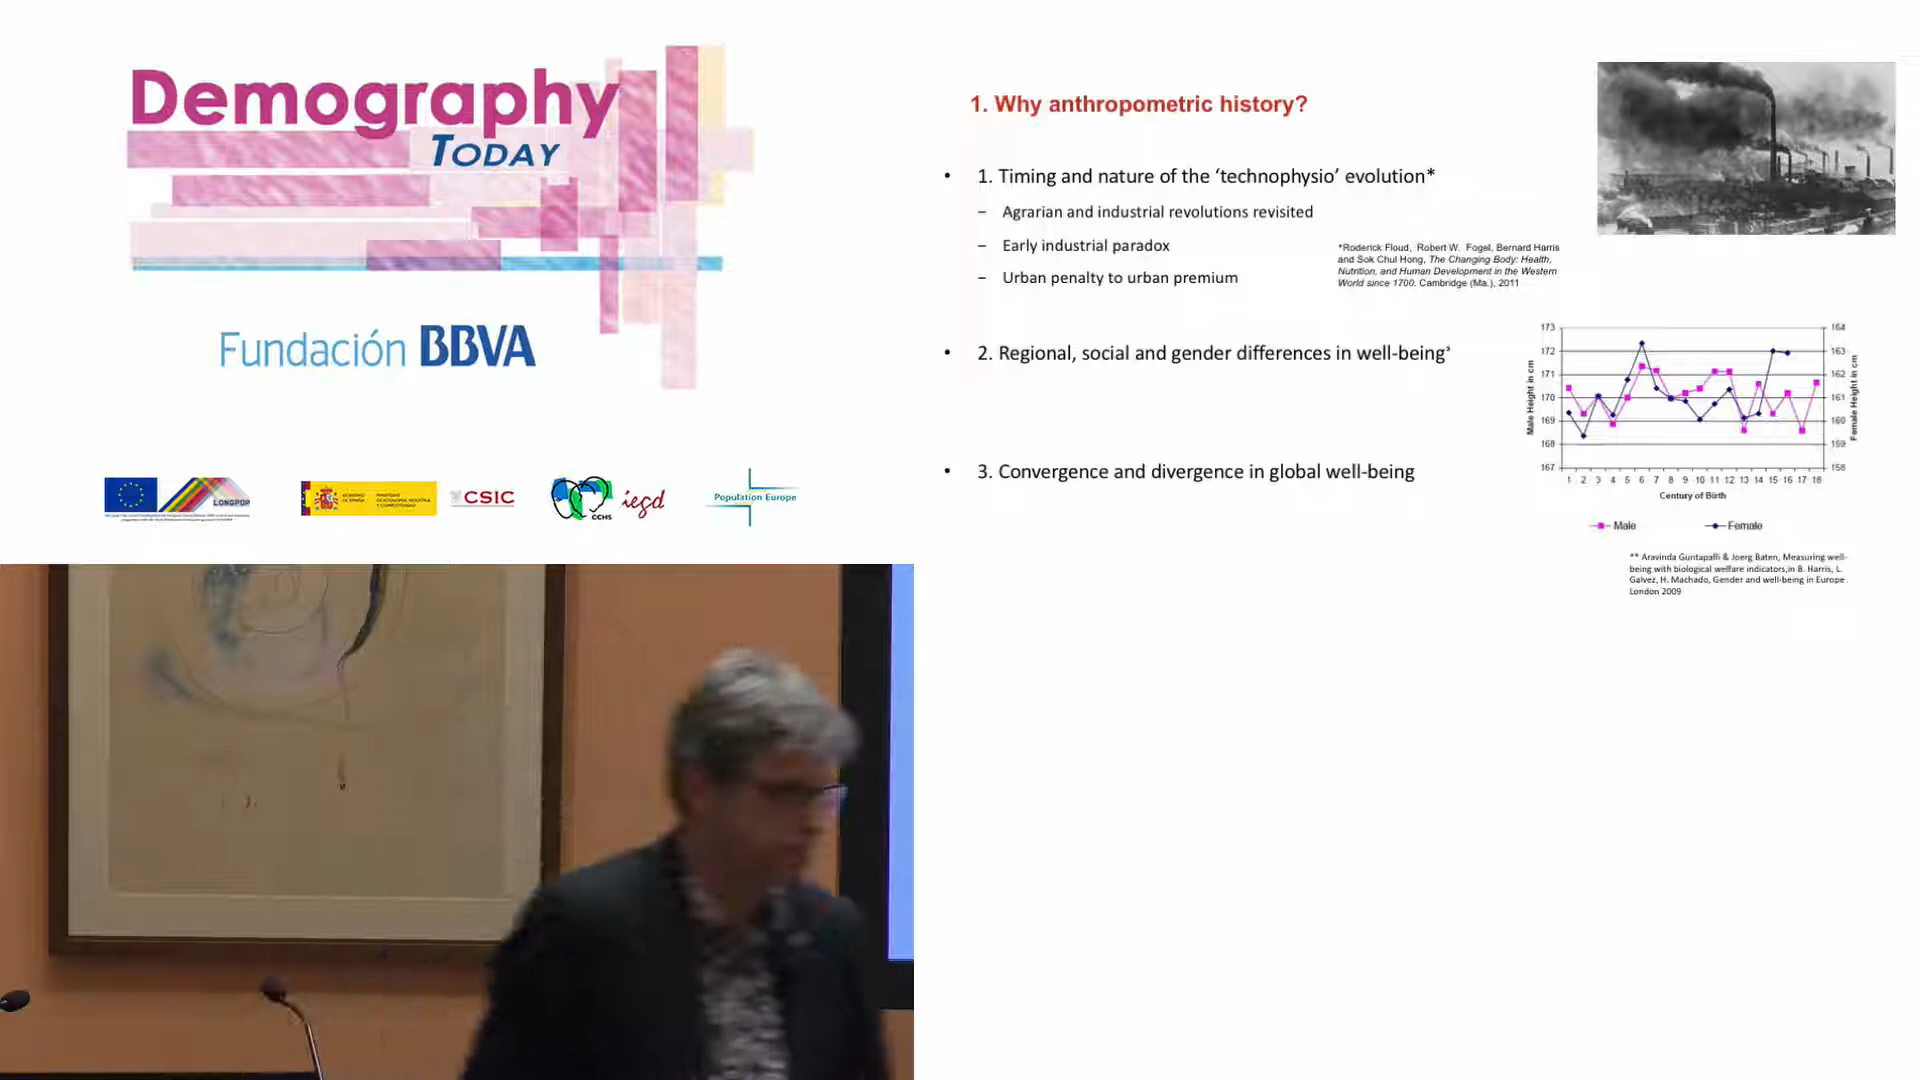 Demography
TODAY
Fundación BBVA
LONGPOP
CSIC
CCHS
iegd
Population Europe
1. Why anthropometric history?
• 1. Timing and nature of the ‘technophysio’ evolution*
– Agrarian and industrial revolutions revisited
– Early industrial paradox
– Urban penalty to urban premium
*Roderick Floud, Robert W. Fogel, Bernard Harris
and Sok Chul Hong, The Changing Body: Health,
Nutrition, and Human Development in the Western
World since 1700. Cambridge (Ma.), 2011
• 2. Regional, social and gender differences in well-being
• 3. Convergence and divergence in global well-being
173 164
172 163
171 162
170 161
169 160
168 159
167 158
Male Height in cm
Female Height in cm
1 2 3 4 5 6 7 8 9 10 11 12 13 14 15 16 17 18
Century of Birth
Male Female
** Aravinda Guntapalli & Joerg Baten, Measuring well-
being with biological welfare indicators,in B. Harris, L.
Galvez, H. Machado, Gender and well-being in Europe.
London 2009